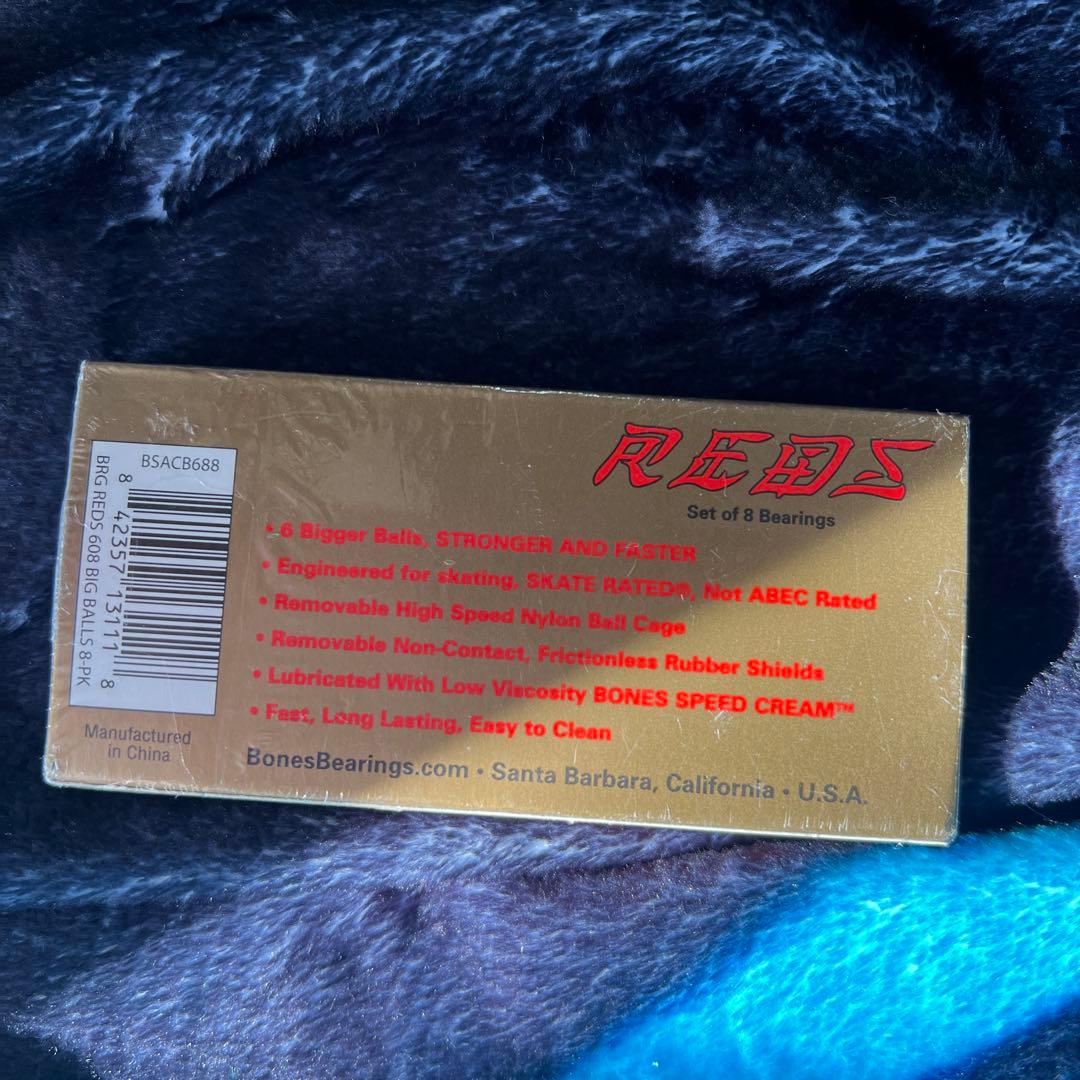 REDS
Set of 8 Bearings
• 6 Bigger Balls, STRONGER AND FASTER
• Engineered for skating, SKATE RATED®, Not ABEC Rated
• Removable High Speed Nylon Ball Cage
• Removable Non-Contact, Frictionless Rubber Shields
• Lubricated With Low Viscosity BONES SPEED CREAM™
• Fast, Long Lasting, Easy to Clean
BonesBearings.com • Santa Barbara, California • U.S.A.
BSACB688
8 42357 13111 8
BRG REDS 608 BIG BALLS 8-PK
Manufactured
in China